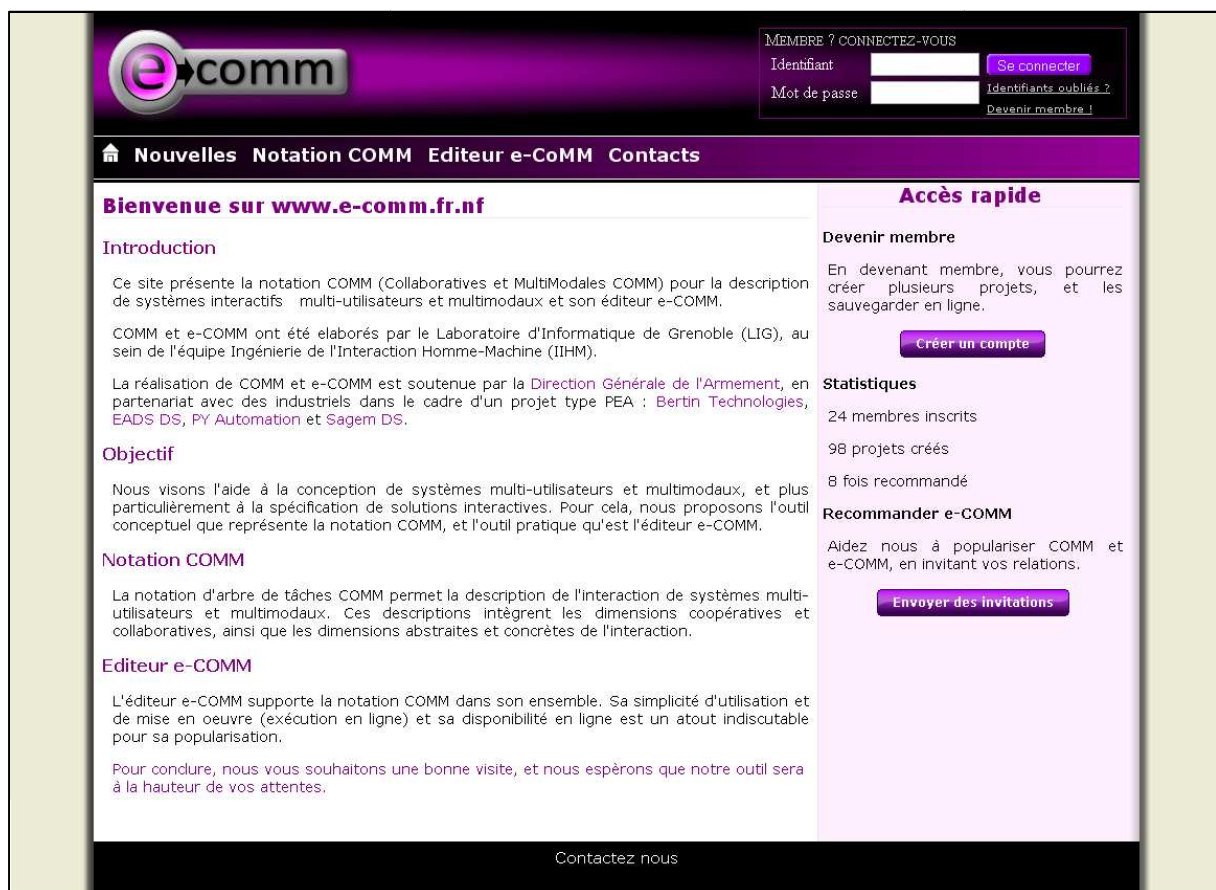 e comm
MEMBRE ? CONNECTEZ-VOUS
Identifiant
Se connecter
Mot de passe
Identifiants oubliés ?
Devenir membre !
Nouvelles Notation COMM Editeur e-CoMM Contacts
Bienvenue sur www.e-comm.fr.nf
Introduction
Ce site présente la notation COMM (Collaboratives et MultiModales COMM) pour la description
de systèmes interactifs multi-utilisateurs et multimodaux et son éditeur e-COMM.
COMM et e-COMM ont été elaborés par le Laboratoire d'Informatique de Grenoble (LIG), au
sein de l'équipe Ingénierie de l'Interaction Homme-Machine (IIHM).
La réalisation de COMM et e-COMM est soutenue par la Direction Générale de l'Armement, en
partenariat avec des industriels dans le cadre d'un projet type PEA : Bertin Technologies,
EADS DS, PY Automation et Sagem DS.
Objectif
Nous visons l'aide à la conception de systèmes multi-utilisateurs et multimodaux, et plus
particulièrement à la spécification de solutions interactives. Pour cela, nous proposons l'outil
conceptuel que représente la notation COMM, et l'outil pratique qu'est l'éditeur e-COMM.
Notation COMM
La notation d'arbre de tâches COMM permet la description de l'interaction de systèmes multi-
utilisateurs et multimodaux. Ces descriptions intègrent les dimensions coopératives et
collaboratives, ainsi que les dimensions abstraites et concrètes de l'interaction.
Editeur e-COMM
L'éditeur e-COMM supporte la notation COMM dans son ensemble. Sa simplicité d'utilisation et
de mise en oeuvre (exécution en ligne) et sa disponibilité en ligne est un atout indiscutable
pour sa popularisation.
Pour conclure, nous vous souhaitons une bonne visite, et nous espèrons que notre outil sera
à la hauteur de vos attentes.
Accès rapide
Devenir membre
En devenant membre, vous pourrez
créer plusieurs projets, et les
sauvegarder en ligne.
Créer un compte
Statistiques
24 membres inscrits
98 projets créés
8 fois recommandé
Recommander e-COMM
Aidez nous à populariser COMM et
e-COMM, en invitant vos relations.
Envoyer des invitations
Contactez nous